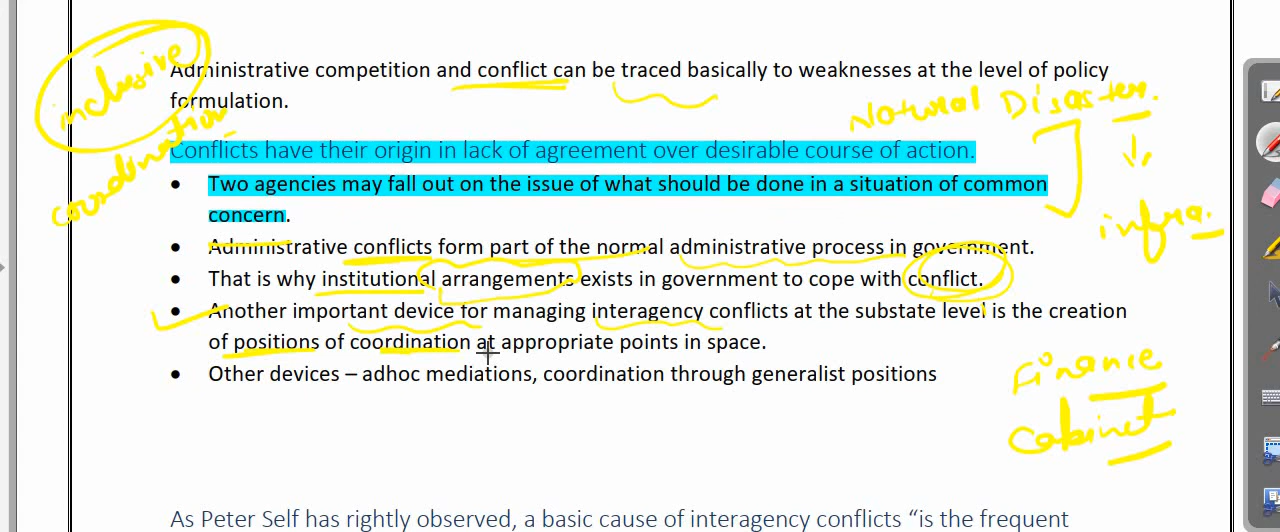 Administrative competition and conflict can be traced basically to weaknesses at the level of policy
formulation.
inclusive
coordination
Natural Disaster.
infra.
Conflicts have their origin in lack of agreement over desirable course of action.
• Two agencies may fall out on the issue of what should be done in a situation of common
concern.
• Administrative conflicts form part of the normal administrative process in government.
• That is why institutional arrangements exists in government to cope with conflict.
• Another important device for managing interagency conflicts at the substate level is the creation
of positions of coordination at appropriate points in space.
• Other devices – adhoc mediations, coordination through generalist positions
Finance
Cabinet
As Peter Self has rightly observed, a basic cause of interagency conflicts “is the frequent